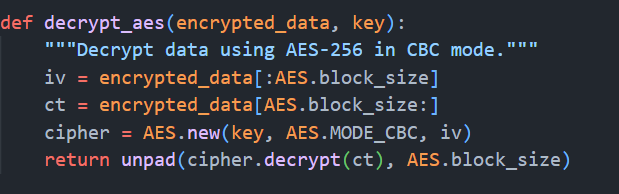 def decrypt_aes(encrypted_data, key):
    """Decrypt data using AES-256 in CBC mode."""
    iv = encrypted_data[:AES.block_size]
    ct = encrypted_data[AES.block_size:]
    cipher = AES.new(key, AES.MODE_CBC, iv)
    return unpad(cipher.decrypt(ct), AES.block_size)